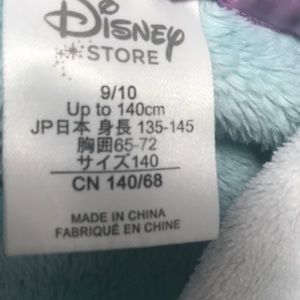 Disney
STORE
9/10
Up to 140cm
JP日本 身長 135-145
胸囲65-72
サイズ140
CN 140/68
MADE IN CHINA
FABRIQUÉ EN CHINE